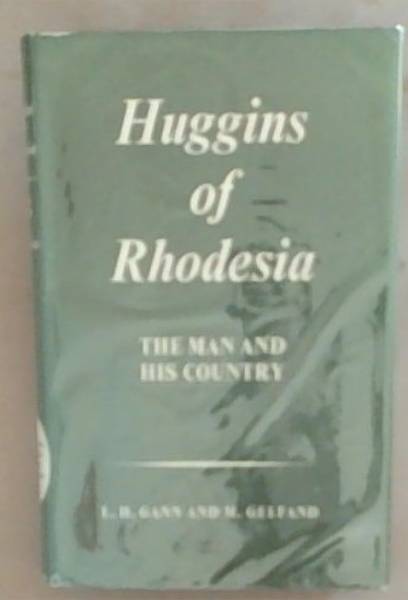 Huggins
of
Rhodesia
THE MAN AND
HIS COUNTRY
L. H. GANN AND M. GELFAND